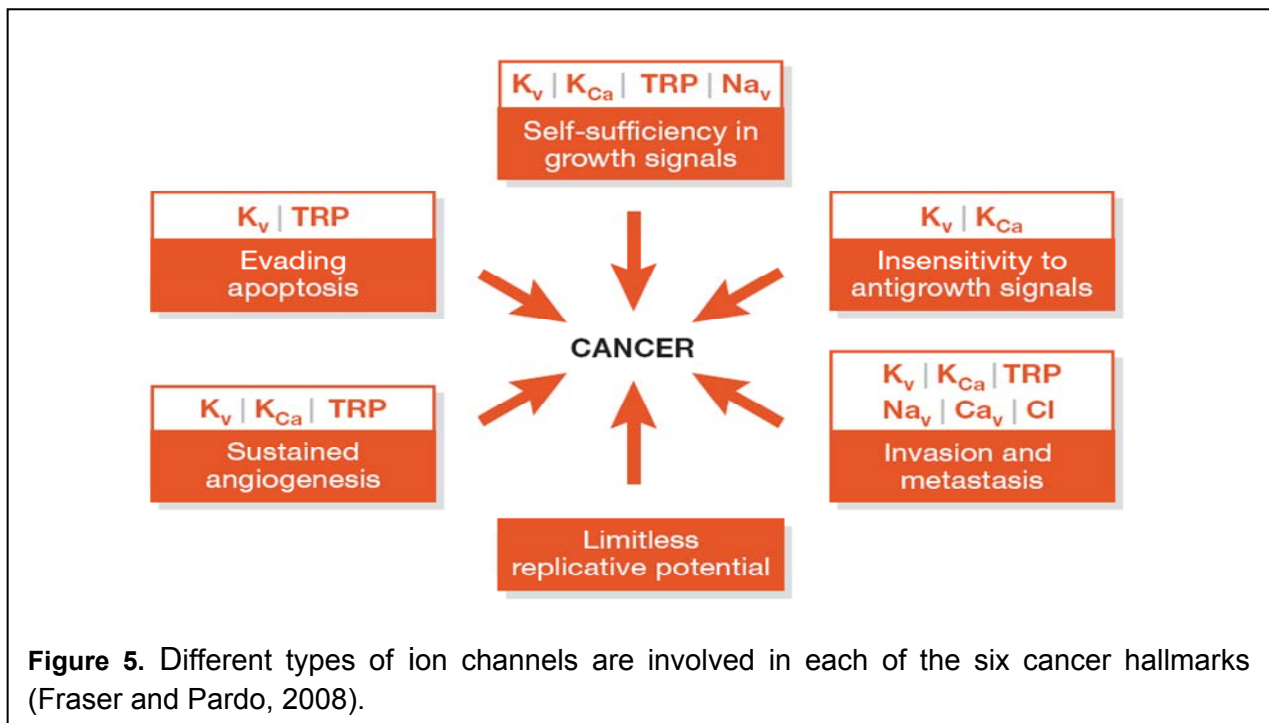 Kv | KCa | TRP | Nav
Self-sufficiency in
growth signals
Kv | TRP
Evading
apoptosis
Kv | KCa
Insensitivity to
antigrowth signals
CANCER
Kv | KCa | TRP
Sustained
angiogenesis
Kv | KCa | TRP
Nav | Cav | Cl
Invasion and
metastasis
Limitless
replicative potential
Figure 5. Different types of ion channels are involved in each of the six cancer hallmarks
(Fraser and Pardo, 2008).